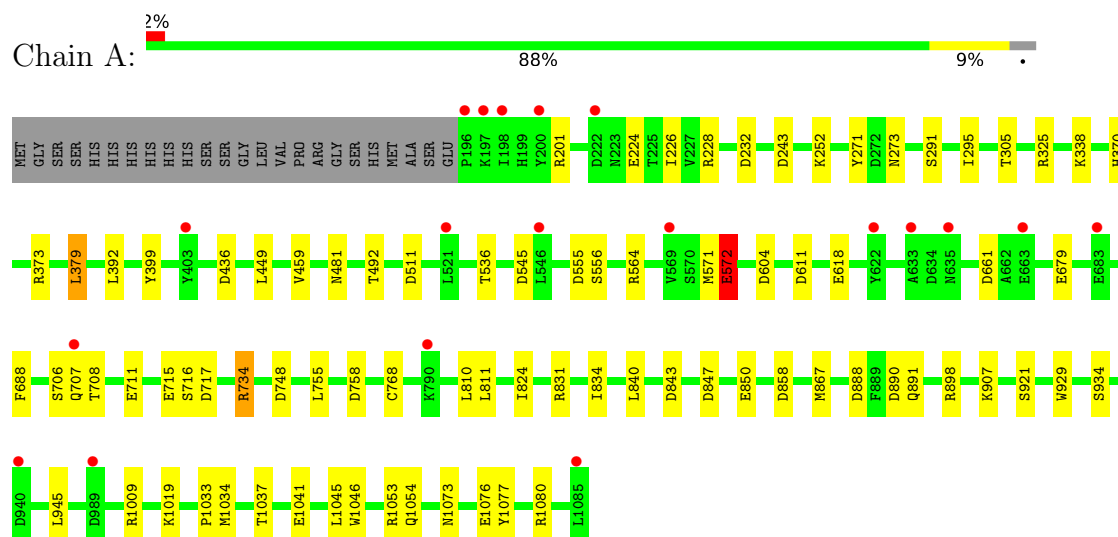 2%
Chain A:
88% 9% •
MET GLY SER SER HIS HIS HIS HIS HIS HIS SER SER GLY LEU VAL PRO ARG GLY SER HIS MET ALA SER GLU P196 K197 I198 H199 Y200 R201 D222 N223 E224 T225 I226 V227 R228 D232 D243 K252 Y271 D272 N273 S291 I295 T305 R325 K338 H370
R373 L379 L392 Y399 Y403 D436 L449 V459 N481 T492 D511 L521 T536 D545 L546 D555 S556 R564 V569 S570 M571 E572 D604 D611 E618 Y622 A633 D634 N635 D661 A662 E663 E679 E683
F688 S706 Q707 T708 E711 E715 S716 D717 R734 D748 L755 D758 C768 K790 L810 L811 I824 R831 I834 L840 D843 D847 E850 D858 M867 D888 F889 D890 Q891 R898 K907 S921 W929 S934
D940 L945 D989 R1009 K1019 P1033 M1034 T1037 E1041 L1045 W1046 R1053 Q1054 N1073 E1076 Y1077 R1080 L1085